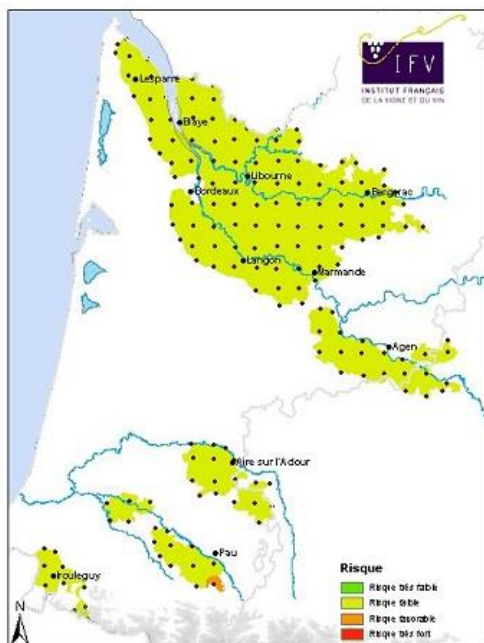 IFV
INSTITUT FRANÇAIS
DE LA VIGNE ET DU VIN
Lesparre
Blaye
Libourne
Bordeaux
Bergerac
Langon
Marmande
Agen
Aire sur l'Adour
Pau
Irouleguy
N
Risque
Risque très faible
Risque faible
Risque favorable
Risque très fort